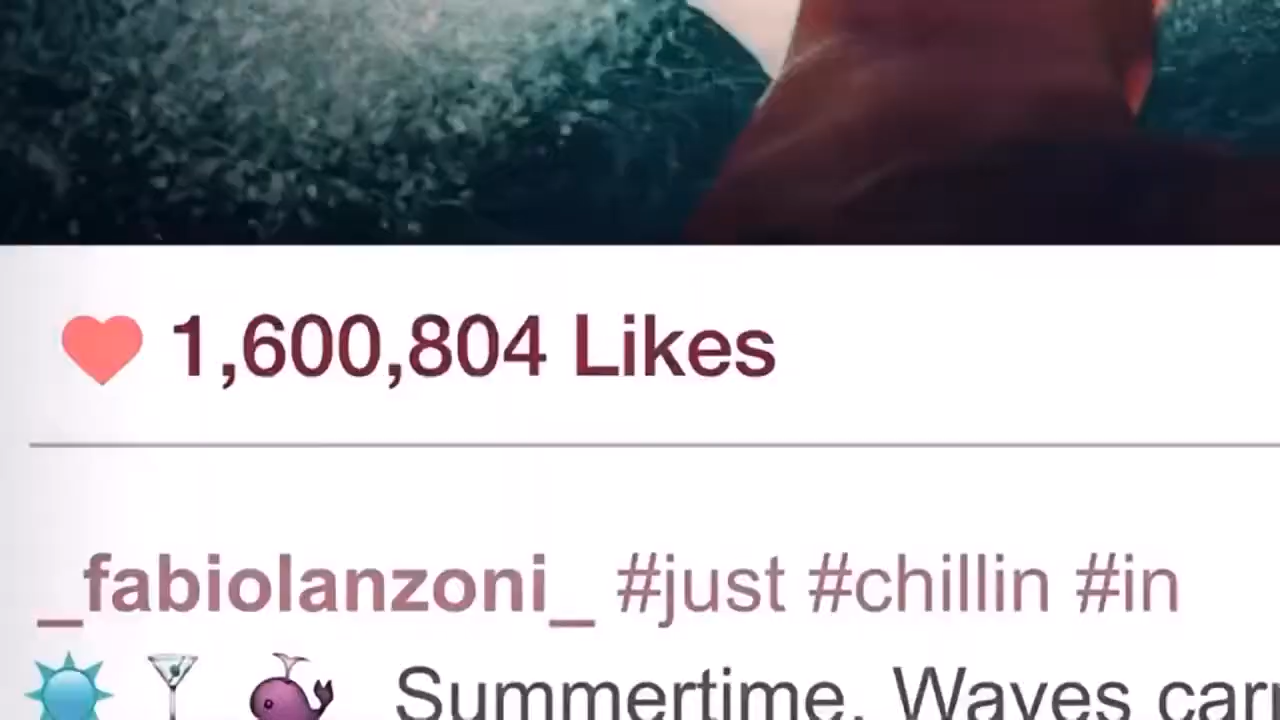 1,600,804 Likes
_fabiolanzoni_ #just #chillin #in
Summertime. Waves